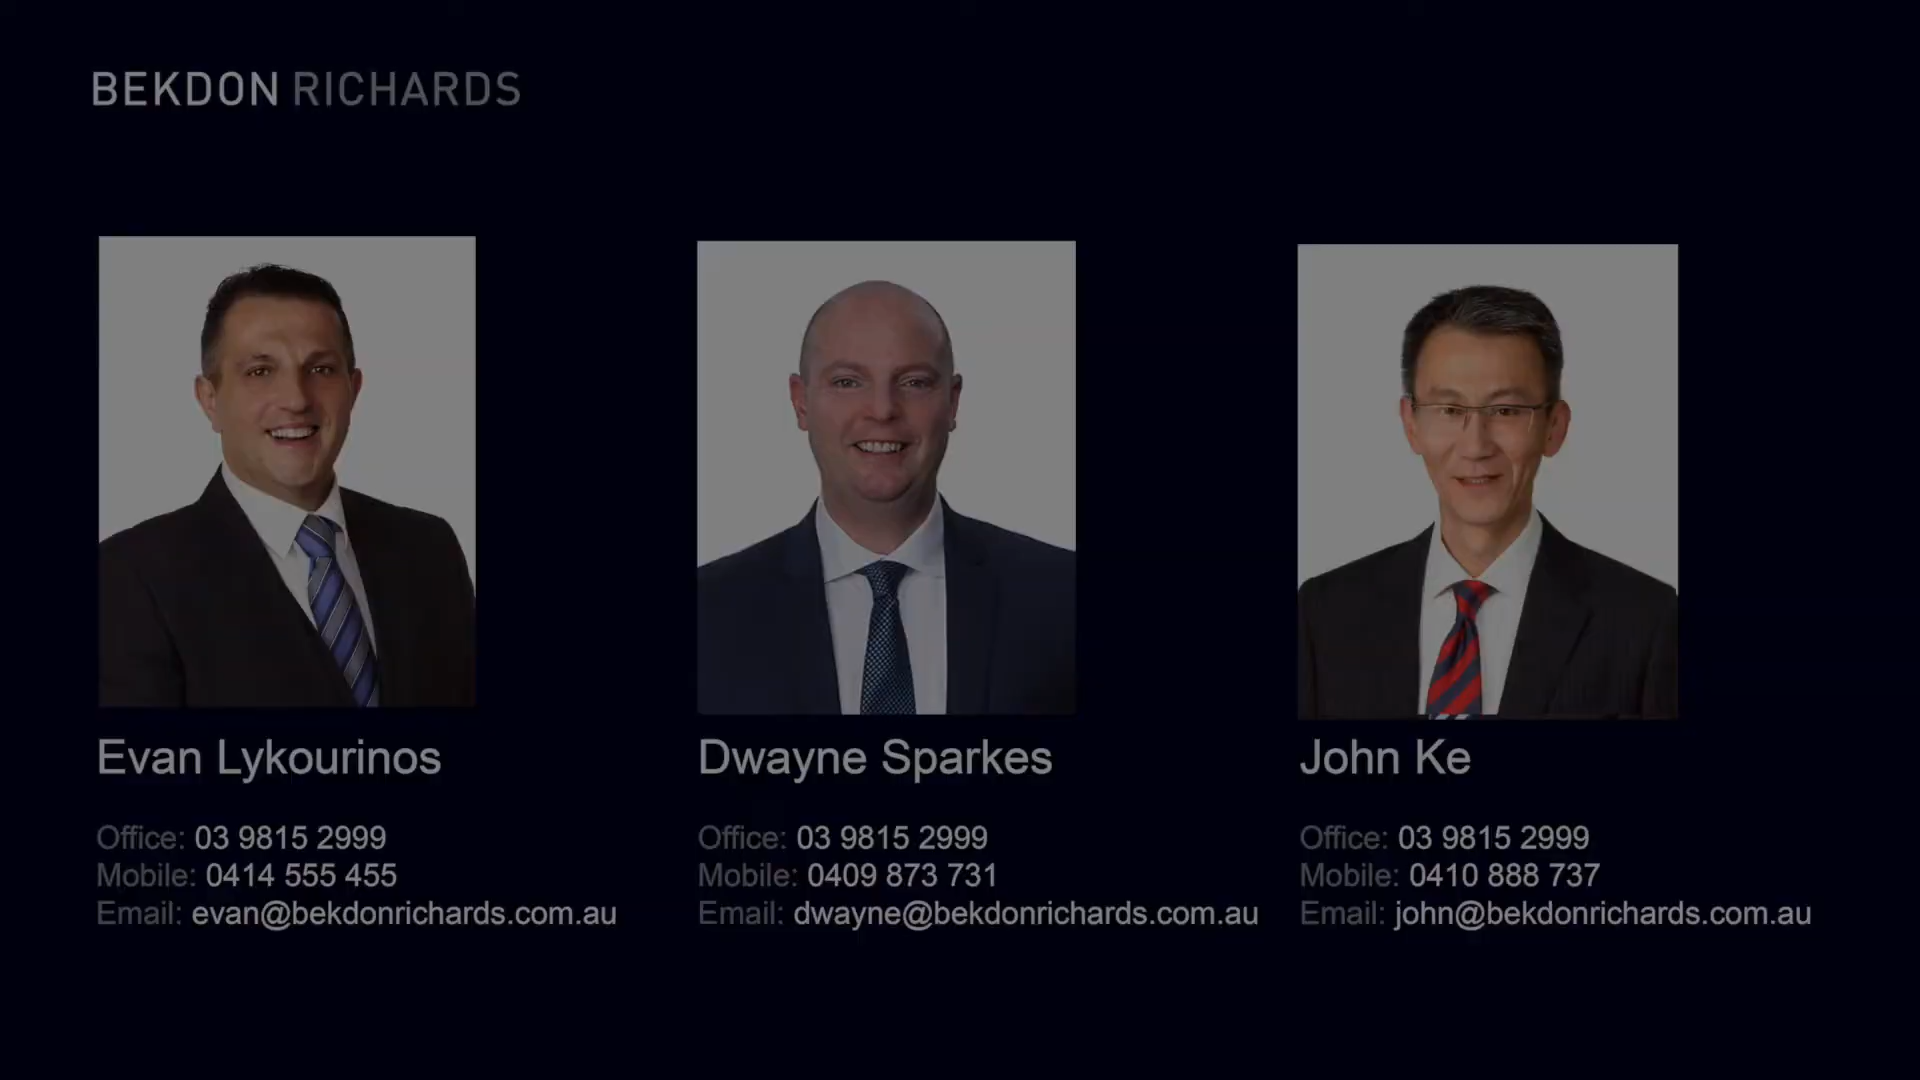 BEKDON RICHARDS
Evan Lykourinos
Office: 03 9815 2999
Mobile: 0414 555 455
Email: evan@bekdonrichards.com.au
Dwayne Sparkes
Office: 03 9815 2999
Mobile: 0409 873 731
Email: dwayne@bekdonrichards.com.au
John Ke
Office: 03 9815 2999
Mobile: 0410 888 737
Email: john@bekdonrichards.com.au